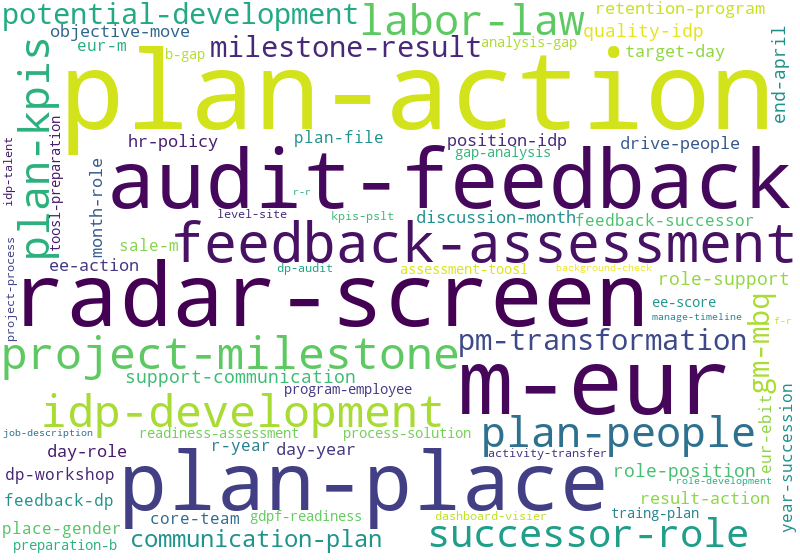 potential-development
labor-law
retention-program
objective-move
quality-idp
eur-m
b-gap
milestone-result
analysis-gap
target-day
end-april
plan-action
plan-kpis
idp-talent
toosl-preparation
hr-policy
plan-file
position-idp
drive-people
gap-analysis
month-role
audit-feedback
r-r
level-site
kpis-pslt
discussion-month
feedback-successor
sale-m
feedback-assessment
project-process
ee-action
dp-audit
assessment-toosl
background-check
role-support
radar-screen
ee-score
manage-timeline
gm-mbq
f-r
project-milestone
pm-transformation
support-communication
m-eur
program-employee
idp-development
plan-people
eur-ebit
year-succession
job-description
readiness-assessment
process-solution
day-role
r-year
day-year
activity-transfer
dp-workshop
plan-place
role-position
role-development
feedback-dp
result-action
core-team
gdpf-readiness
dashboard-visier
traing-plan
place-gender
communication-plan
successor-role
preparation-b